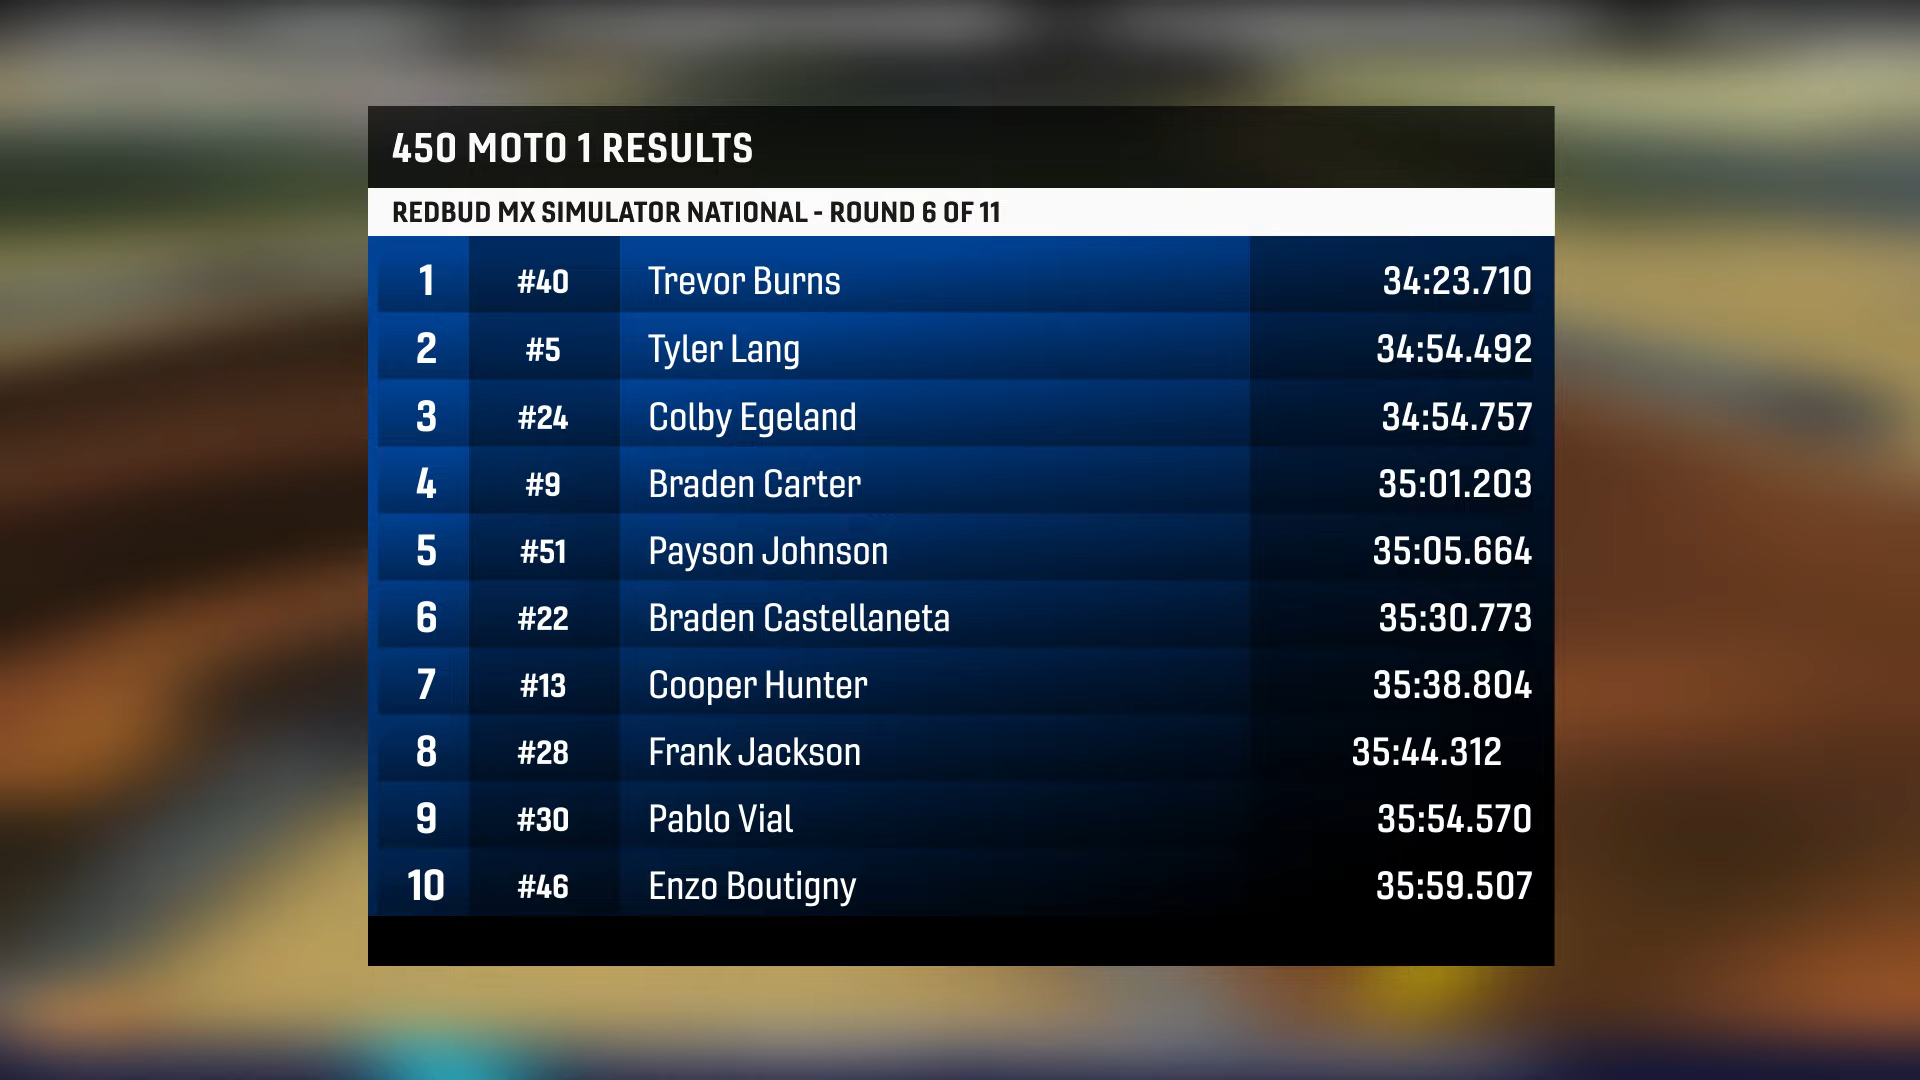 450 MOTO 1 RESULTS
REDBUD MX SIMULATOR NATIONAL - ROUND 6 OF 11
1 #40 Trevor Burns 34:23.710
2 #5 Tyler Lang 34:54.492
3 #24 Colby Egeland 34:54.757
4 #9 Braden Carter 35:01.203
5 #51 Payson Johnson 35:05.664
6 #22 Braden Castellaneta 35:30.773
7 #13 Cooper Hunter 35:38.804
8 #28 Frank Jackson 35:44.312
9 #30 Pablo Vial 35:54.570
10 #46 Enzo Boutigny 35:59.507